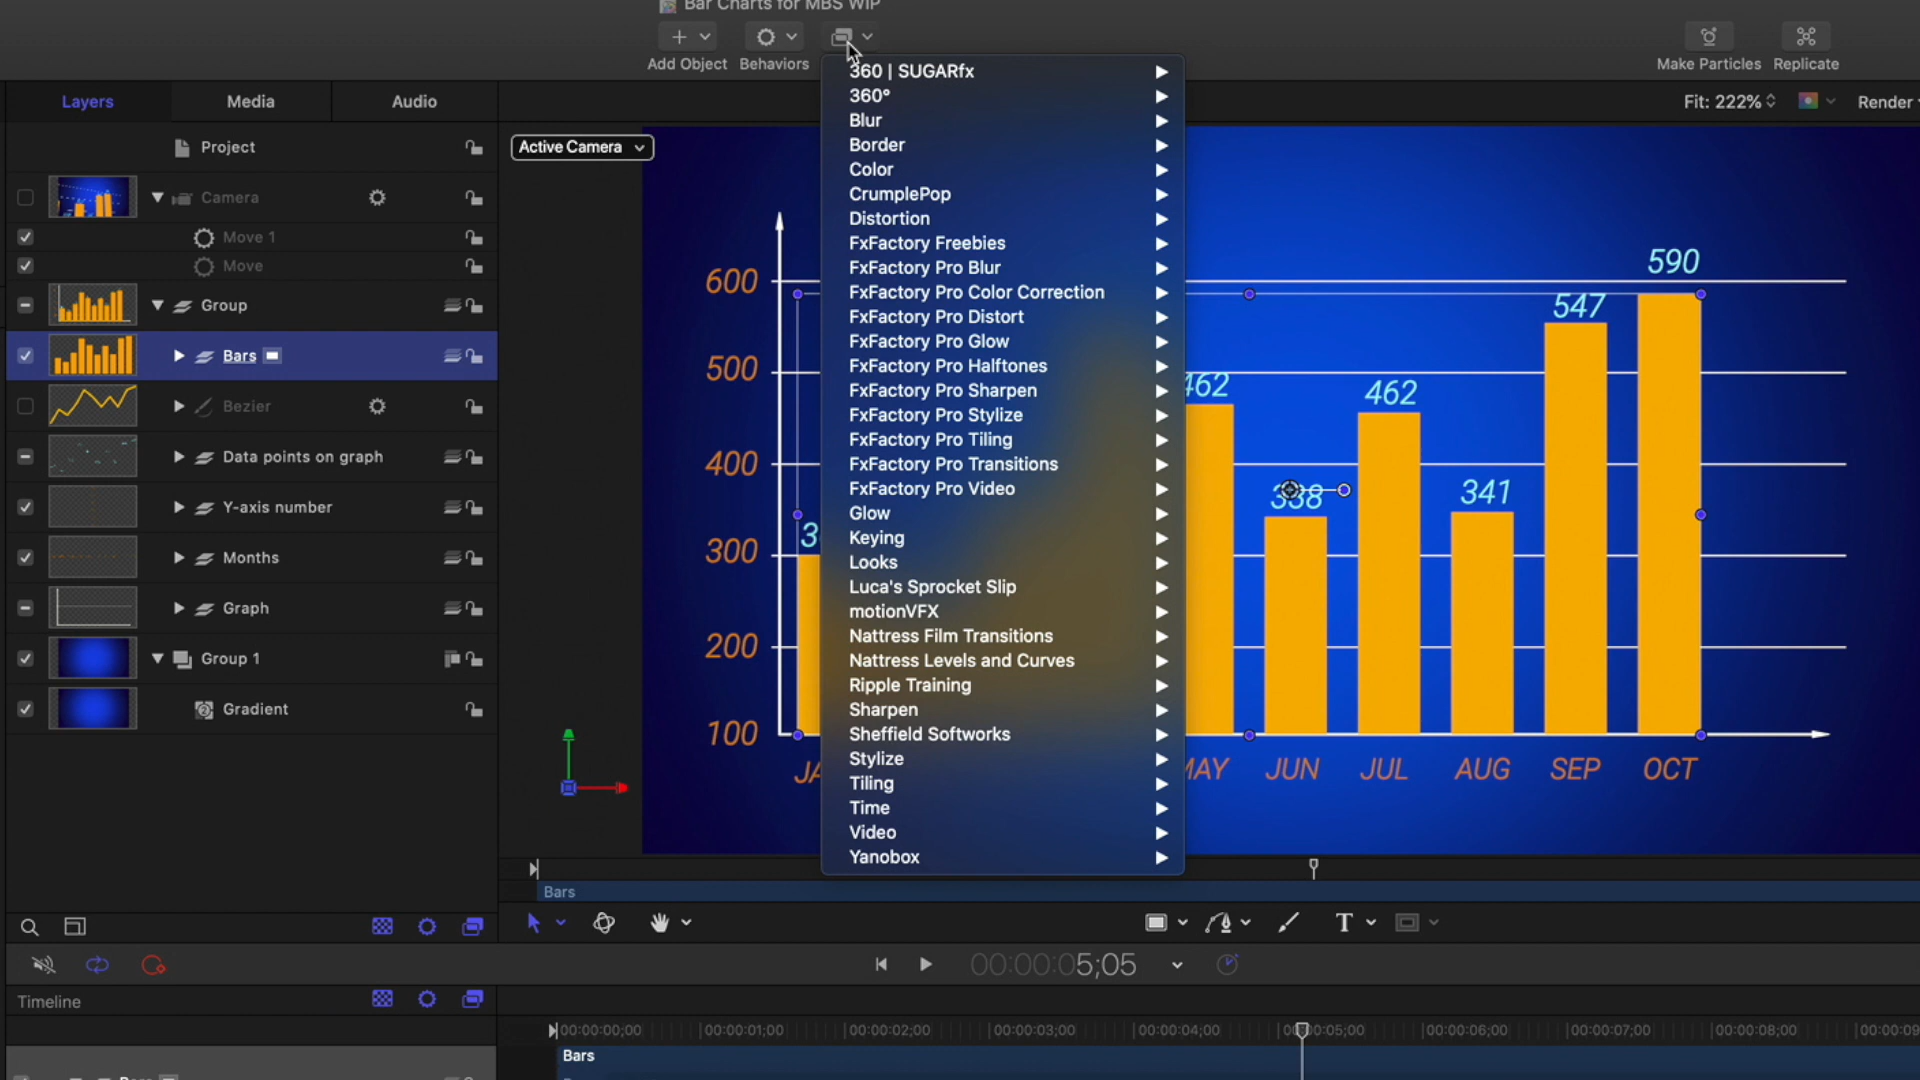 Bar Charts for MBS WIP
Add Object
Behaviors
Make Particles
Replicate
Layers
Media
Audio
Fit: 222%
Render
Project
Camera
Move 1
Move
Group
Bars
Bezier
Data points on graph
Y-axis number
Months
Graph
Group 1
Gradient
Active Camera
360 | SUGARfx
360°
Blur
Border
Color
CrumplePop
Distortion
FxFactory Freebies
FxFactory Pro Blur
FxFactory Pro Color Correction
FxFactory Pro Distort
FxFactory Pro Glow
FxFactory Pro Halftones
FxFactory Pro Sharpen
FxFactory Pro Stylize
FxFactory Pro Tiling
FxFactory Pro Transitions
FxFactory Pro Video
Glow
Keying
Looks
Luca's Sprocket Slip
motionVFX
Nattress Film Transitions
Nattress Levels and Curves
Ripple Training
Sharpen
Sheffield Softworks
Stylize
Tiling
Time
Video
Yanobox
600
500
400
300
200
100
462
338
462
341
547
590
JUN
JUL
AUG
SEP
OCT
Bars
T
00:00:05;05
Timeline
00:00:00;00
00:00:01;00
00:00:02;00
00:00:03;00
00:00:04;00
00:00:05;00
00:00:06;00
00:00:07;00
00:00:08;00
00:00:09
Bars